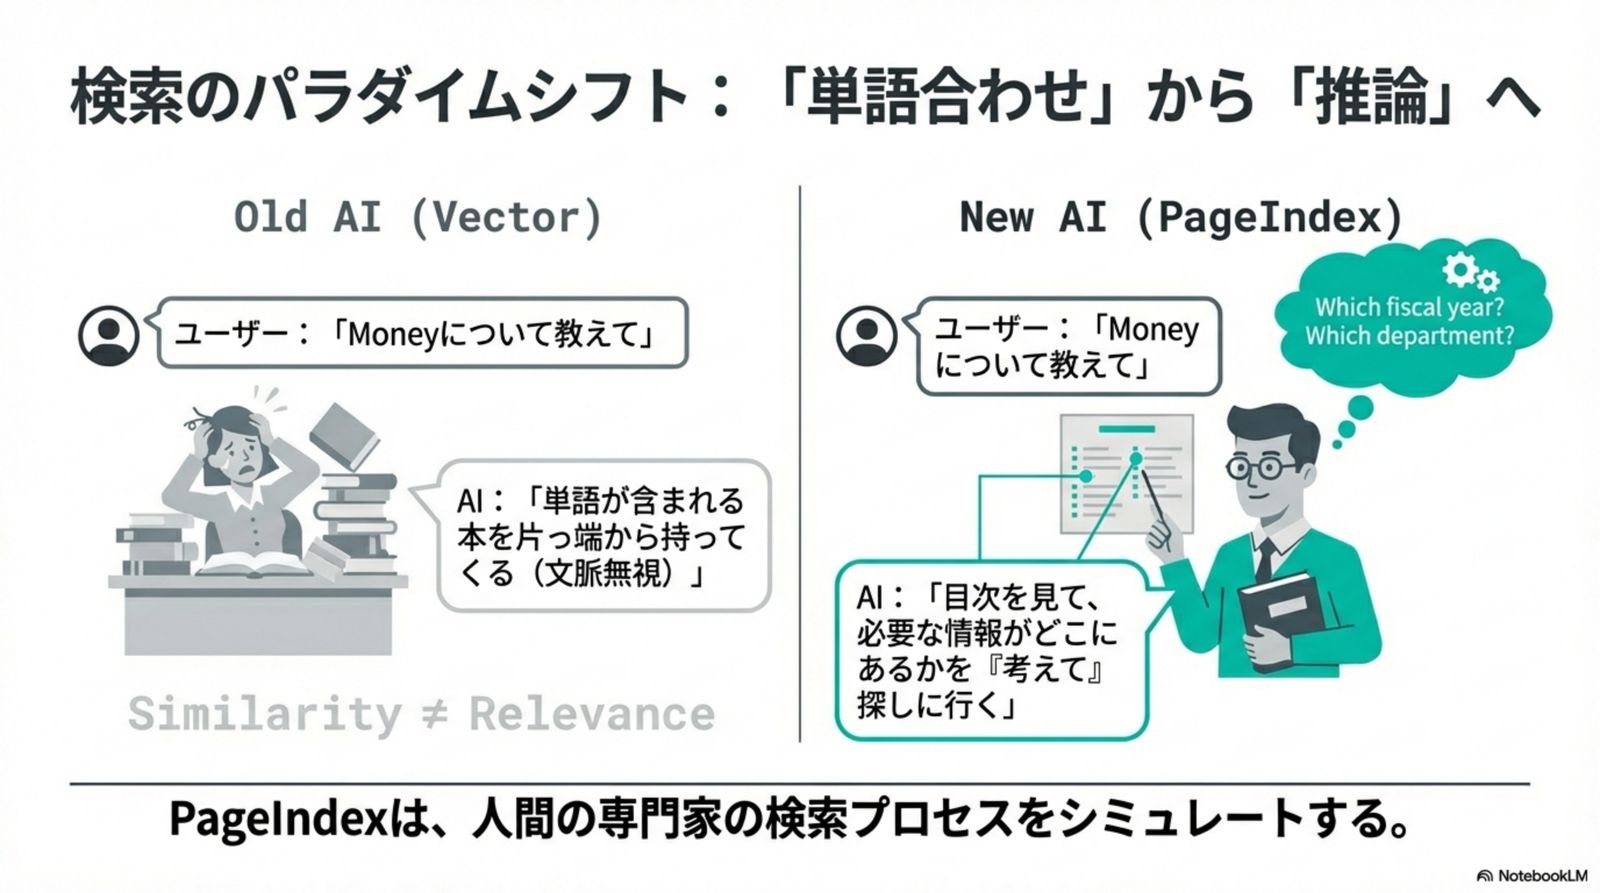 検索のパラダイムシフト：「単語合わせ」から「推論」へ
Old AI (Vector)
ユーザー：「Moneyについて教えて」
AI：「単語が含まれる
本を片っ端から持って
くる（文脈無視）」
Similarity ≠ Relevance
New AI (PageIndex)
ユーザー：「Money
について教えて」
Which fiscal year?
Which department?
AI：「目次を見て、
必要な情報がどこに
あるかを『考えて』
探しに行く」
PageIndexは、人間の専門家の検索プロセスをシミュレートする。
NotebookLM